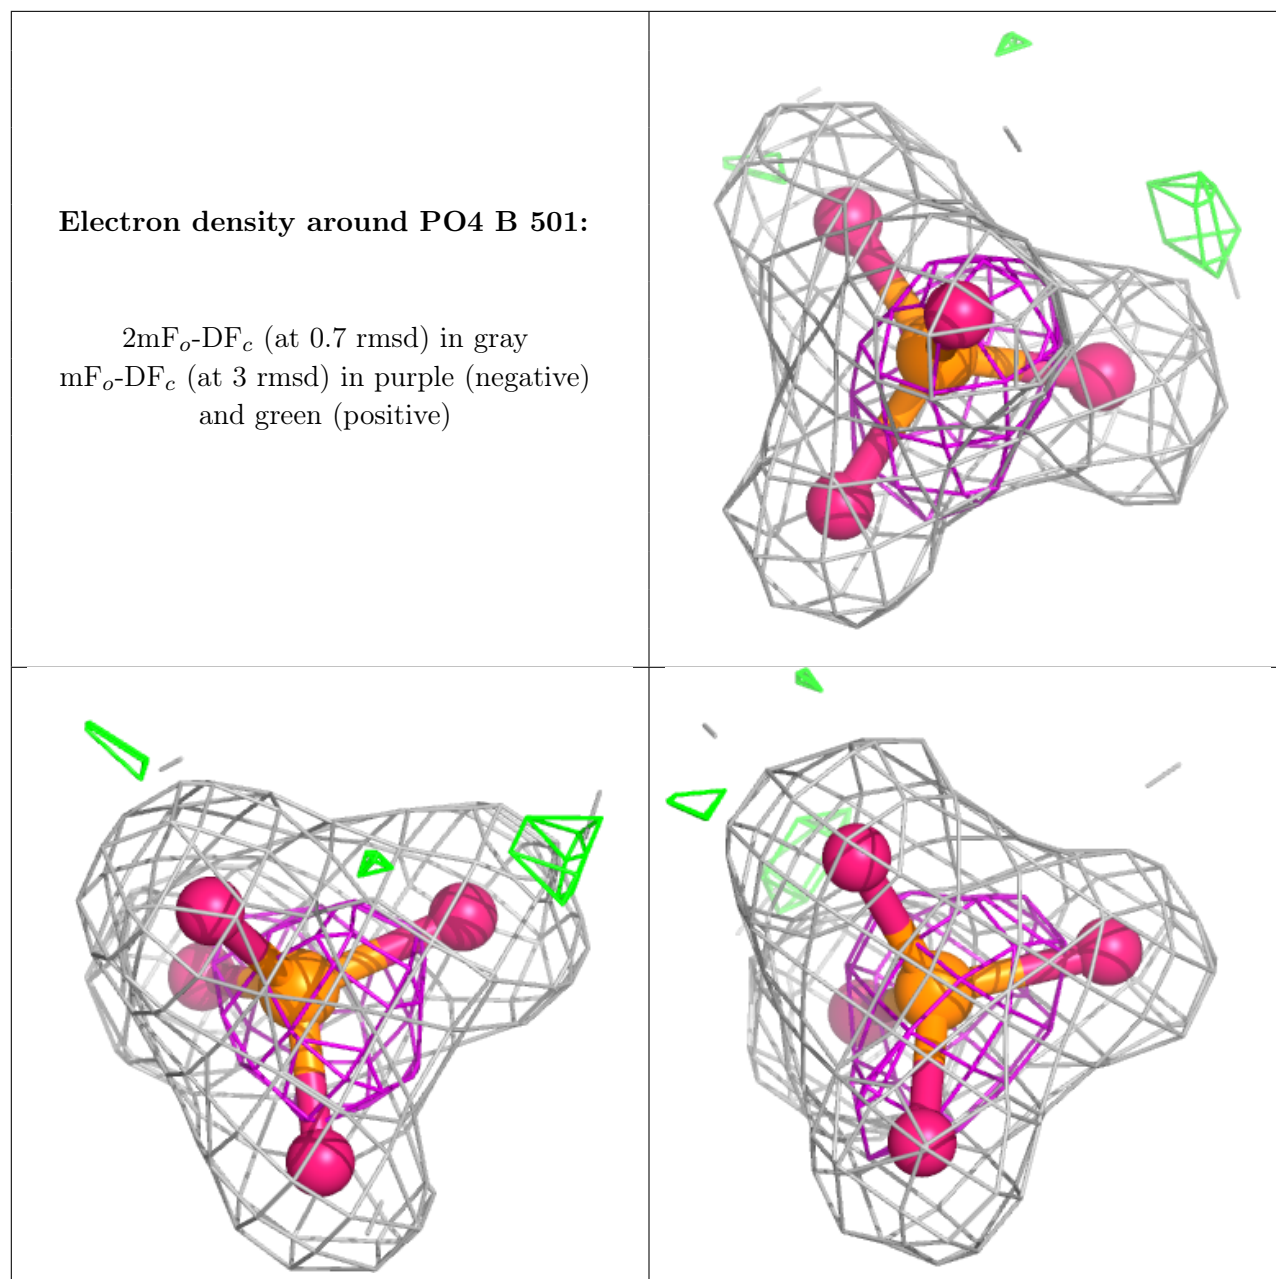 Electron density around PO4 B 501:
2mFo-DFc (at 0.7 rmsd) in gray
mFo-DFc (at 3 rmsd) in purple (negative)
and green (positive)